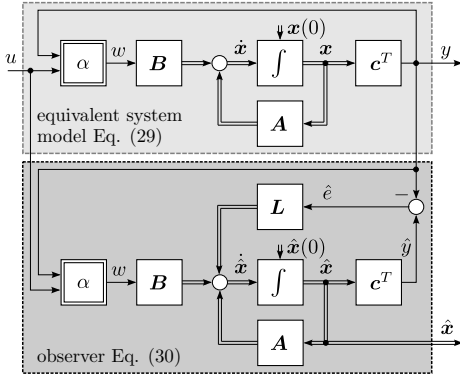 x(0)
u
α
w
B
ẋ
∫
x
c^T
y
A
equivalent system
model Eq. (29)
−
L
ê
x̂(0)
ŷ
α
w
B
x̂̇
∫
x̂
c^T
A
x̂
observer Eq. (30)